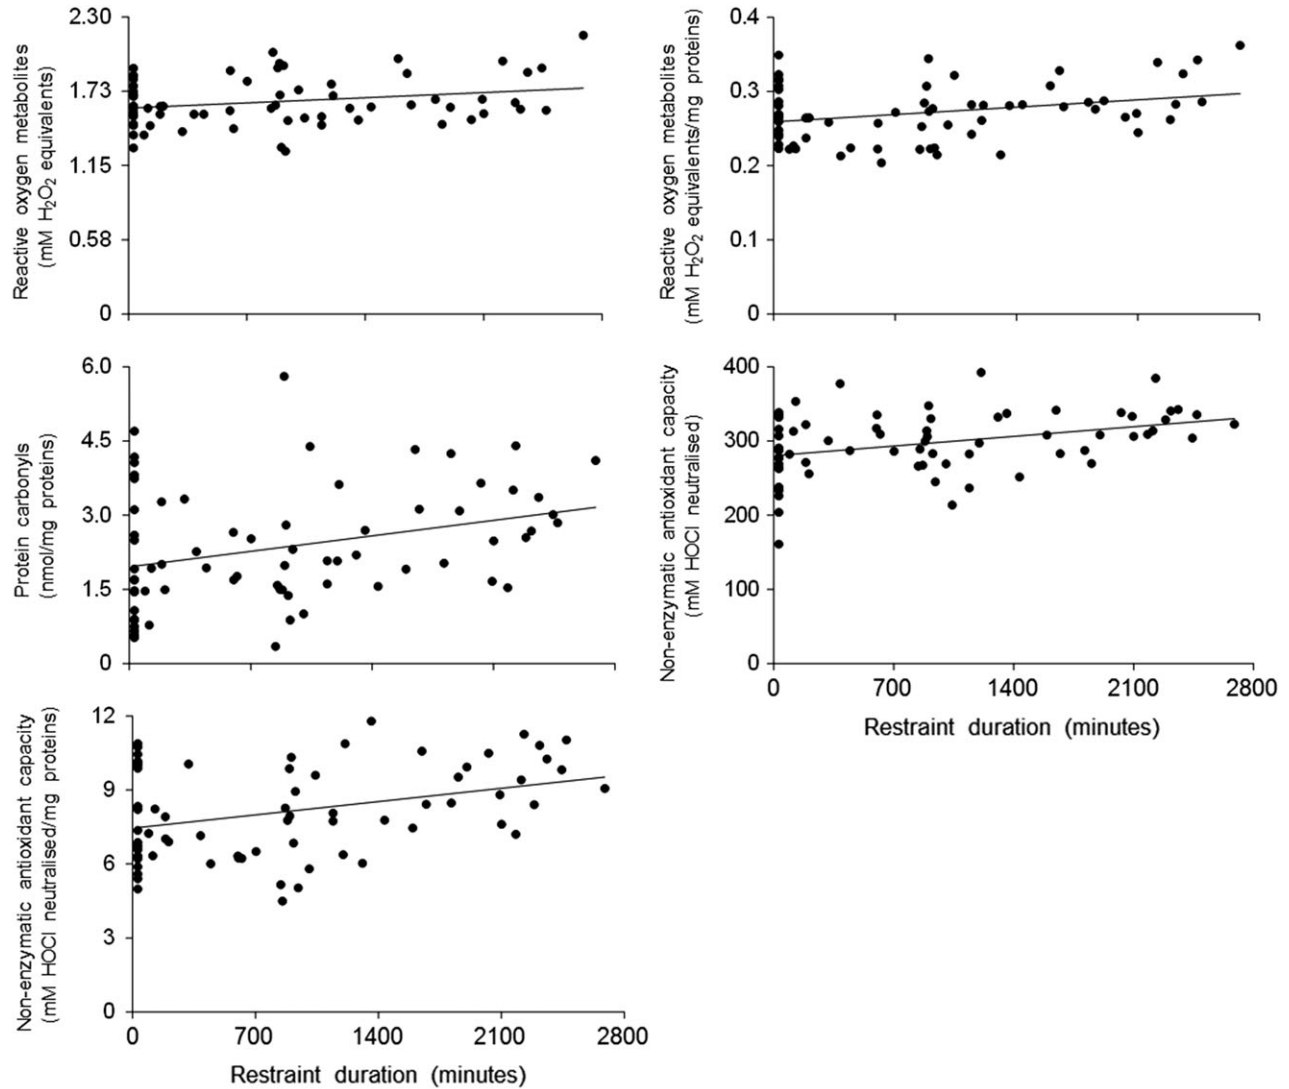 Reactive oxygen metabolites
(mM H₂O₂ equivalents)
2.30
1.73
1.15
0.58
0
Reactive oxygen metabolites
(mM H₂O₂ equivalents/mg proteins)
0.4
0.3
0.2
0.1
0
Protein carbonyls
(nmol/mg proteins)
6.0
4.5
3.0
1.5
0
Non-enzymatic antioxidant capacity
(mM HOCl neutralised)
400
300
200
100
0
0 700 1400 2100 2800
Restraint duration (minutes)
Non-enzymatic antioxidant capacity
(mM HOCl neutralised/mg proteins)
12
9
6
3
0
0 700 1400 2100 2800
Restraint duration (minutes)